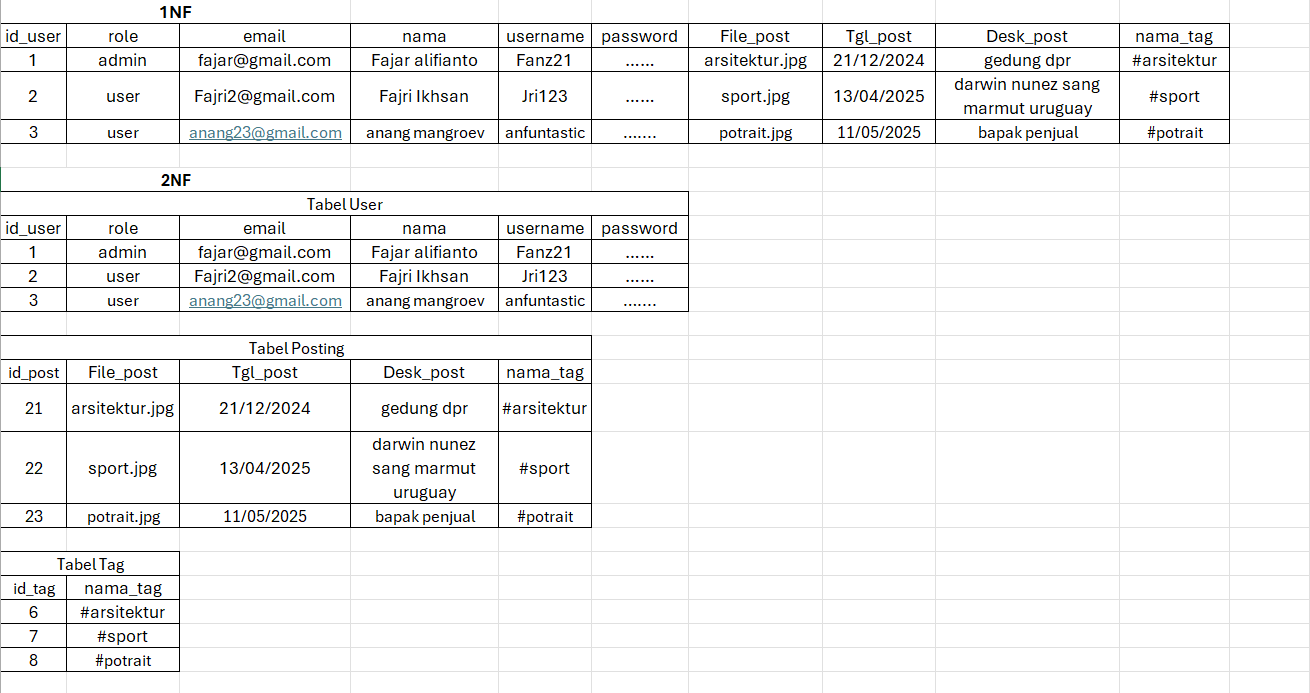 1NF
id_user role email nama username password File_post Tgl_post Desk_post nama_tag
1 admin fajar@gmail.com Fajar alifianto Fanz21 ...... arsitektur.jpg 21/12/2024 gedung dpr #arsitektur
2 user Fajri2@gmail.com Fajri Ikhsan Jri123 ...... sport.jpg 13/04/2025 darwin nunez sang marmut uruguay #sport
3 user anang23@gmail.com anang mangroev anfuntastic ....... potrait.jpg 11/05/2025 bapak penjual #potrait
2NF
Tabel User
id_user role email nama username password
1 admin fajar@gmail.com Fajar alifianto Fanz21 ......
2 user Fajri2@gmail.com Fajri Ikhsan Jri123 ......
3 user anang23@gmail.com anang mangroev anfuntastic .......
Tabel Posting
id_post File_post Tgl_post Desk_post nama_tag
21 arsitektur.jpg 21/12/2024 gedung dpr #arsitektur
22 sport.jpg 13/04/2025 darwin nunez sang marmut uruguay #sport
23 potrait.jpg 11/05/2025 bapak penjual #potrait
Tabel Tag
id_tag nama_tag
6 #arsitektur
7 #sport
8 #potrait